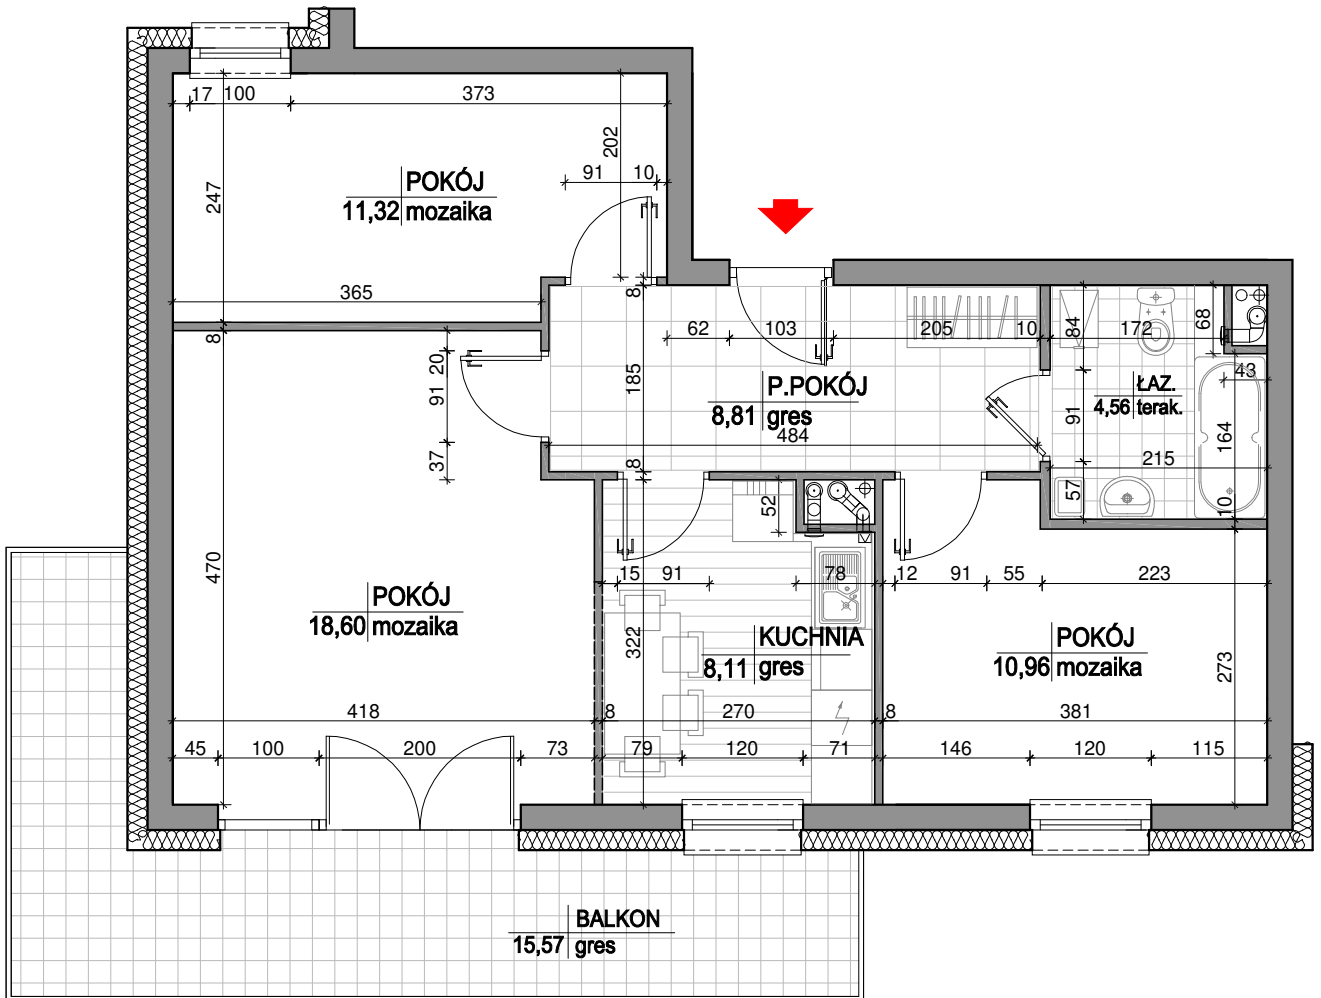 17 100 373
202
91 10
POKÓJ
11,32 mozaika
247
365
8
62 103 205 10 84 172 68
8
20
91
37
185
P.POKÓJ
8,81 gres
484
ŁAZ.
4,56 terak.
43
91
164
215
57
10
8
52
470
15 91 78 12 91 55 223
POKÓJ
18,60 mozaika
322
KUCHNIA
8,11 gres
POKÓJ
10,96 mozaika
273
418 8 270 8 381
45 100 200 73 79 120 71 146 120 115
BALKON
15,57 gres